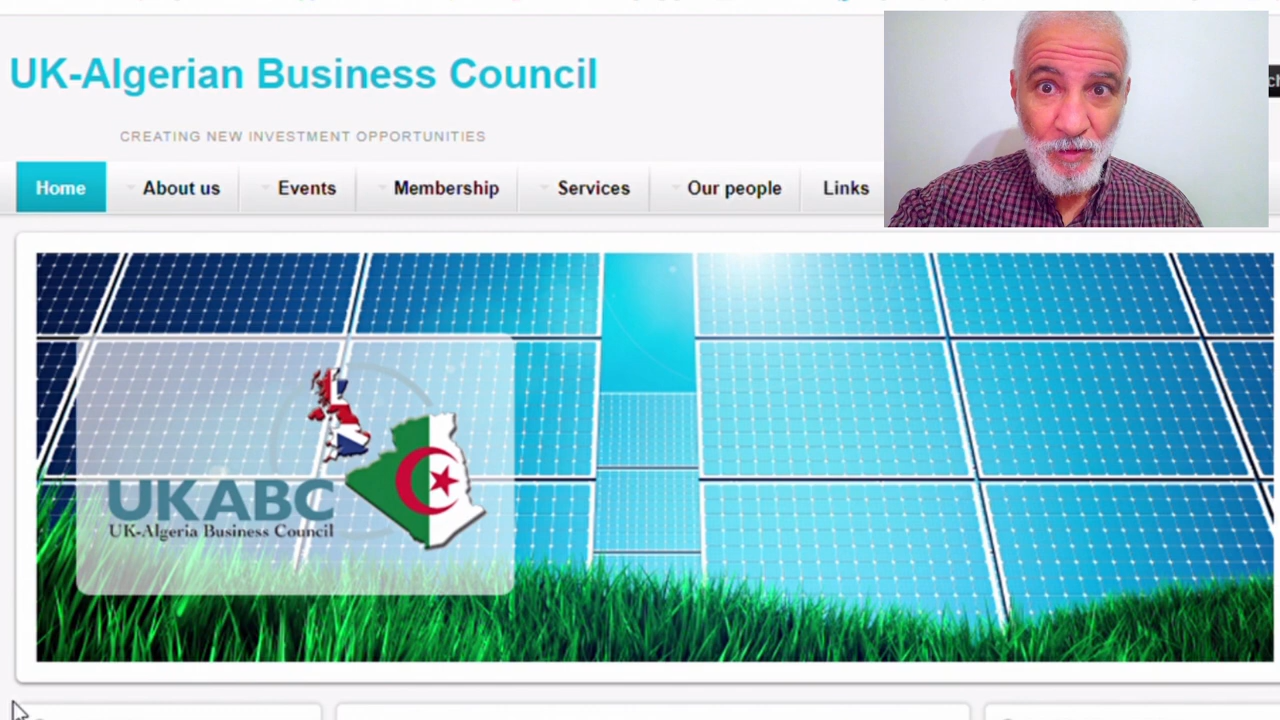 UK-Algerian Business Council
CREATING NEW INVESTMENT OPPORTUNITIES
Home
About us
Events
Membership
Services
Our people
Links
UKABC
UK-Algeria Business Council